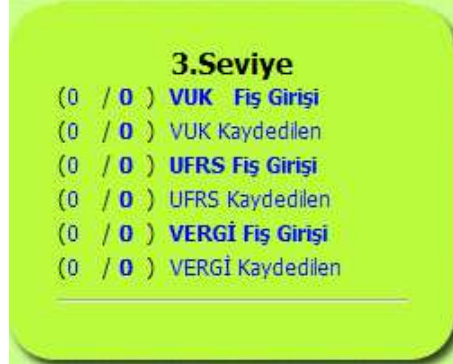 3.Seviye
(0 / 0 ) VUK Fiş Girişi
(0 / 0 ) VUK Kaydedilen
(0 / 0 ) UFRS Fiş Girişi
(0 / 0 ) UFRS Kaydedilen
(0 / 0 ) VERGİ Fiş Girişi
(0 / 0 ) VERGİ Kaydedilen